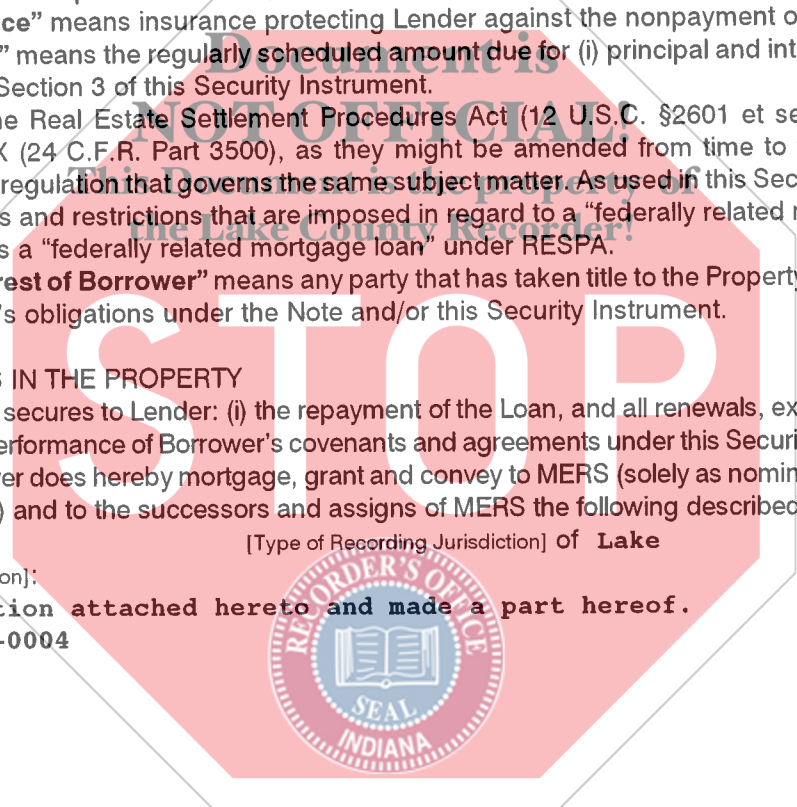 ce” means insurance protecting Lender against the nonpayment o
” means the regularly scheduled amount due for (i) principal and int
Section 3 of this Security Instrument.
e Real Estate Settlement Procedures Act (12 U.S.C. §2601 et se
X (24 C.F.R. Part 3500), as they might be amended from time to
regulation that governs the same subject matter. As used in this Sec
s and restrictions that are imposed in regard to a “federally related
s a “federally related mortgage loan” under RESPA.
rest of Borrower” means any party that has taken title to the Property
’s obligations under the Note and/or this Security Instrument.
S IN THE PROPERTY
secures to Lender: (i) the repayment of the Loan, and all renewals, ex
erformance of Borrower’s covenants and agreements under this Securi
er does hereby mortgage, grant and convey to MERS (solely as nomin
) and to the successors and assigns of MERS the following described
[Type of Recording Jurisdiction] of Lake
on]:
tion attached hereto and made a part hereof.
-0004
Document is
NOT OFFICIAL!
This Document is the property of
the Lake County Recorder!
STOP
RECORDER'S OFFICE
SEAL
INDIANA